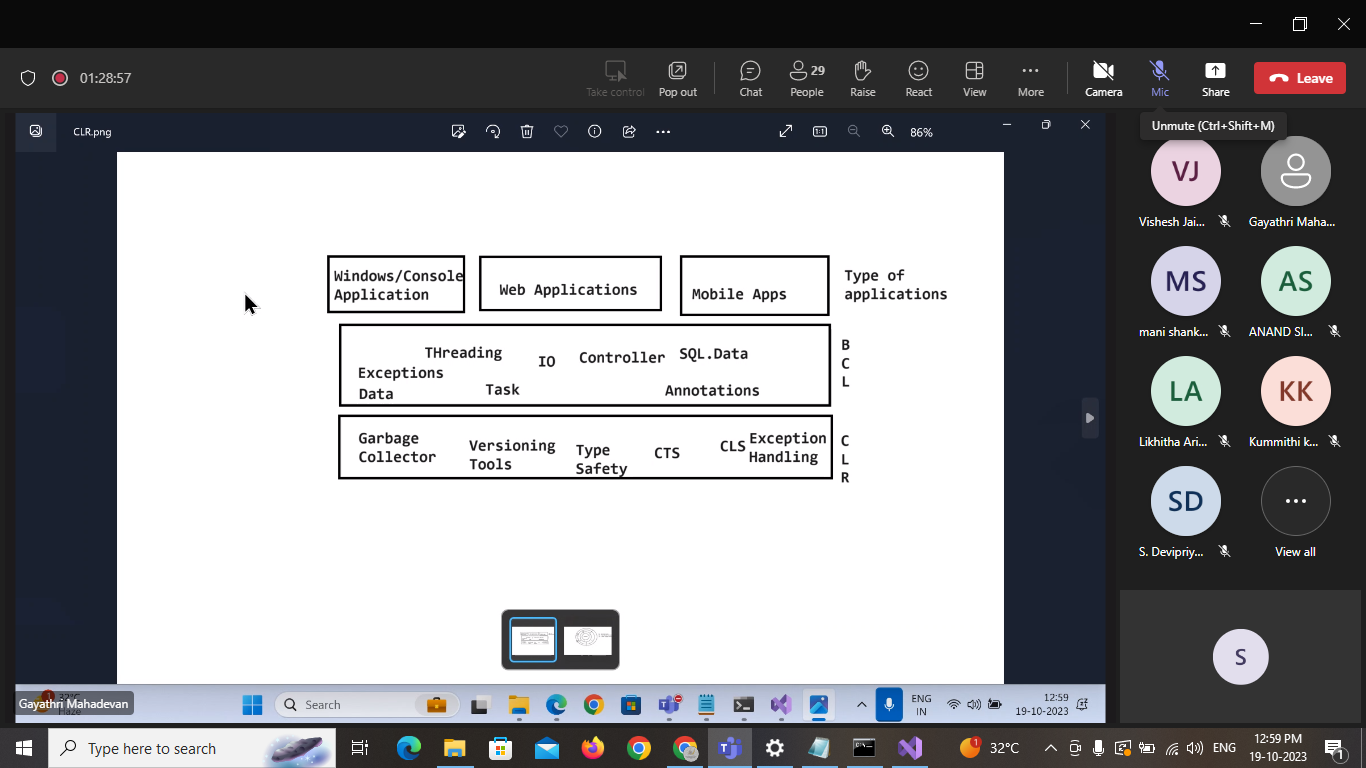 01:28:57
Take control
Pop out
Chat
29
People
Raise
React
View
More
Camera
Mic
Share
Leave
CLR.png
86%
Unmute (Ctrl+Shift+M)
Windows/Console
Application
Web Applications
Mobile Apps
Type of
applications
THreading
IO
Controller
SQL.Data
Exceptions
Data
Task
Annotations
B
C
L
Garbage
Collector
Versioning
Tools
Type
Safety
CTS
CLS
Exception
Handling
C
L
R
VJ
Vishesh Jai...
Gayathri Maha...
MS
mani shank...
AS
ANAND SI...
LA
Likhitha Ari...
KK
Kummithi k...
SD
S. Devipriy...
View all
S
Gayathri Mahadevan
Search
ENG
IN
12:59
19-10-2023
Type here to search
1
32°C
ENG
12:59 PM
19-10-2023
1